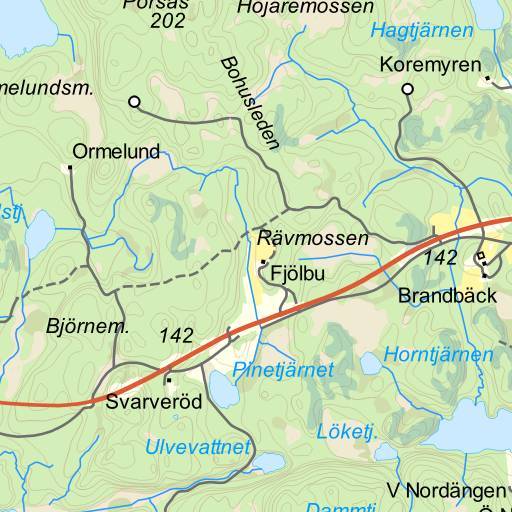 Porsås
202
Höjaremossen
Hagtjärnen
Koremyren
Bohusleden
Ormelund
Rävmossen
142
Fjölbu
Brandbäck
Björnem.
142
Horntjärnen
Pinetjärnet
Svarveröd
Löketj.
Ulvevattnet
V Nordängen